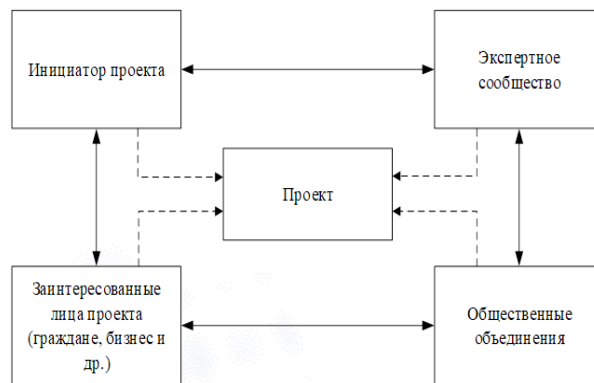 Инициатор проекта
Экспертное
сообщество
Проект
Заинтересованные
лица проекта
(граждане, бизнес и
др.)
Общественные
объединения